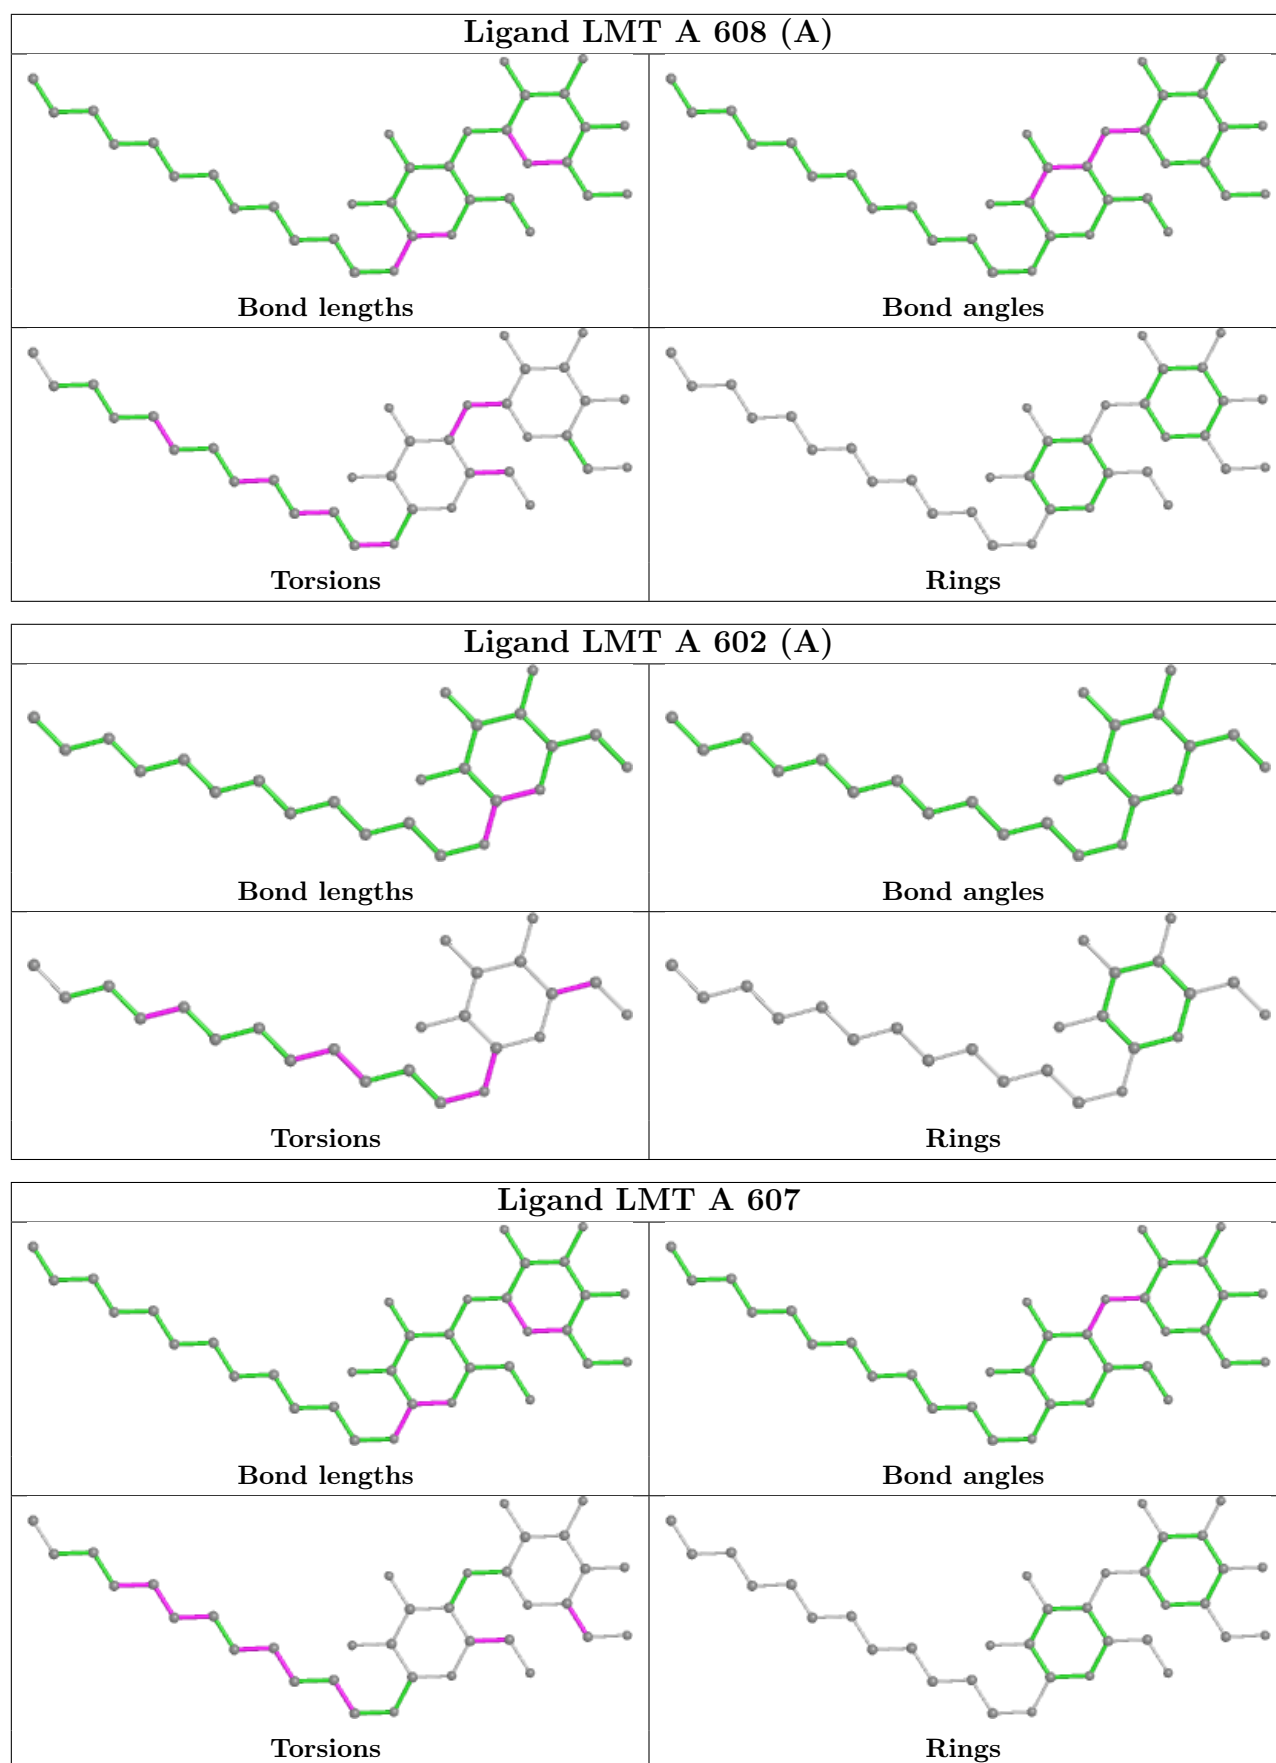 Ligand LMT A 608 (A)
Bond lengths
Bond angles
Torsions
Rings
Ligand LMT A 602 (A)
Bond lengths
Bond angles
Torsions
Rings
Ligand LMT A 607
Bond lengths
Bond angles
Torsions
Rings